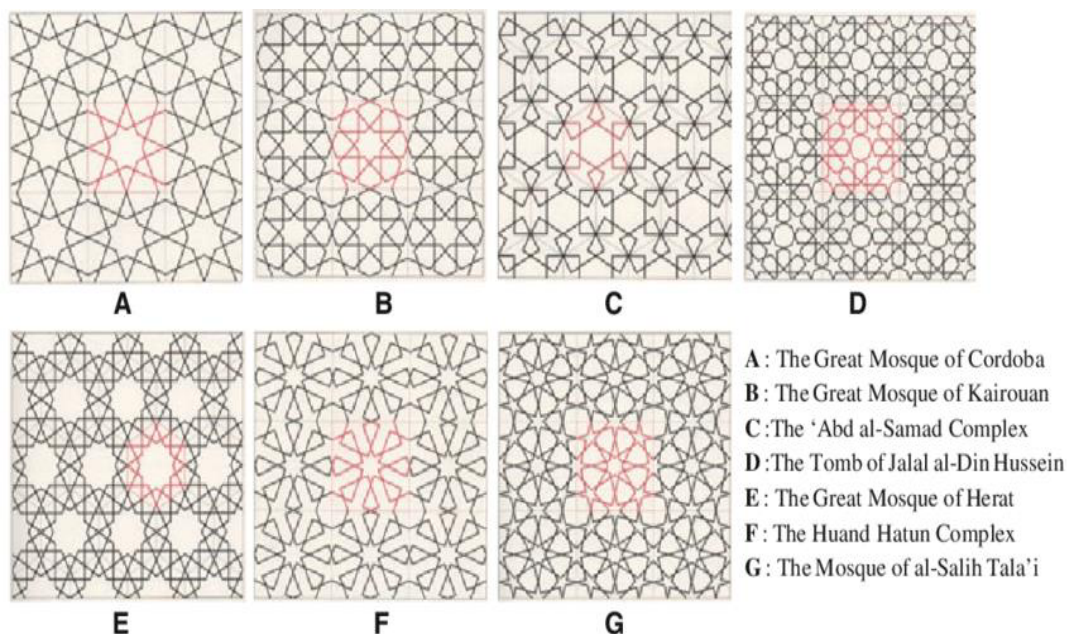 A
B
C
D
E
F
G
A : The Great Mosque of Cordoba
B : The Great Mosque of Kairouan
C :The ‘Abd al-Samad Complex
D :The Tomb of Jalal al-Din Hussein
E : The Great Mosque of Herat
F : The Huand Hatun Complex
G : The Mosque of al-Salih Tala’i